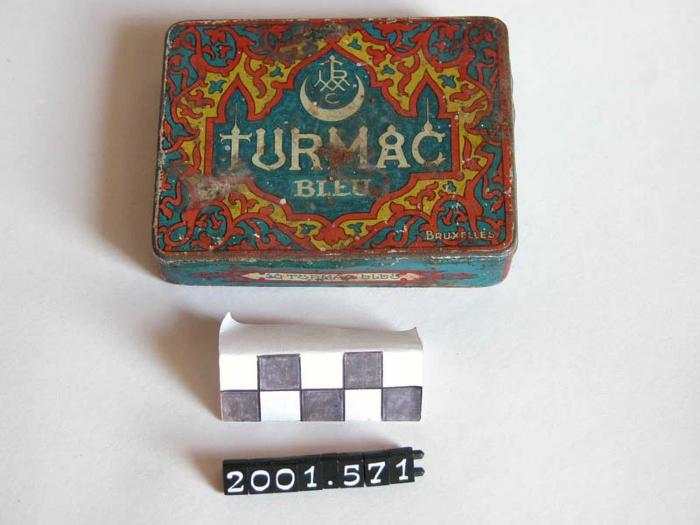 TURMAC
BLEU
BRUXELLES
TURMAC BLEU
2001.571